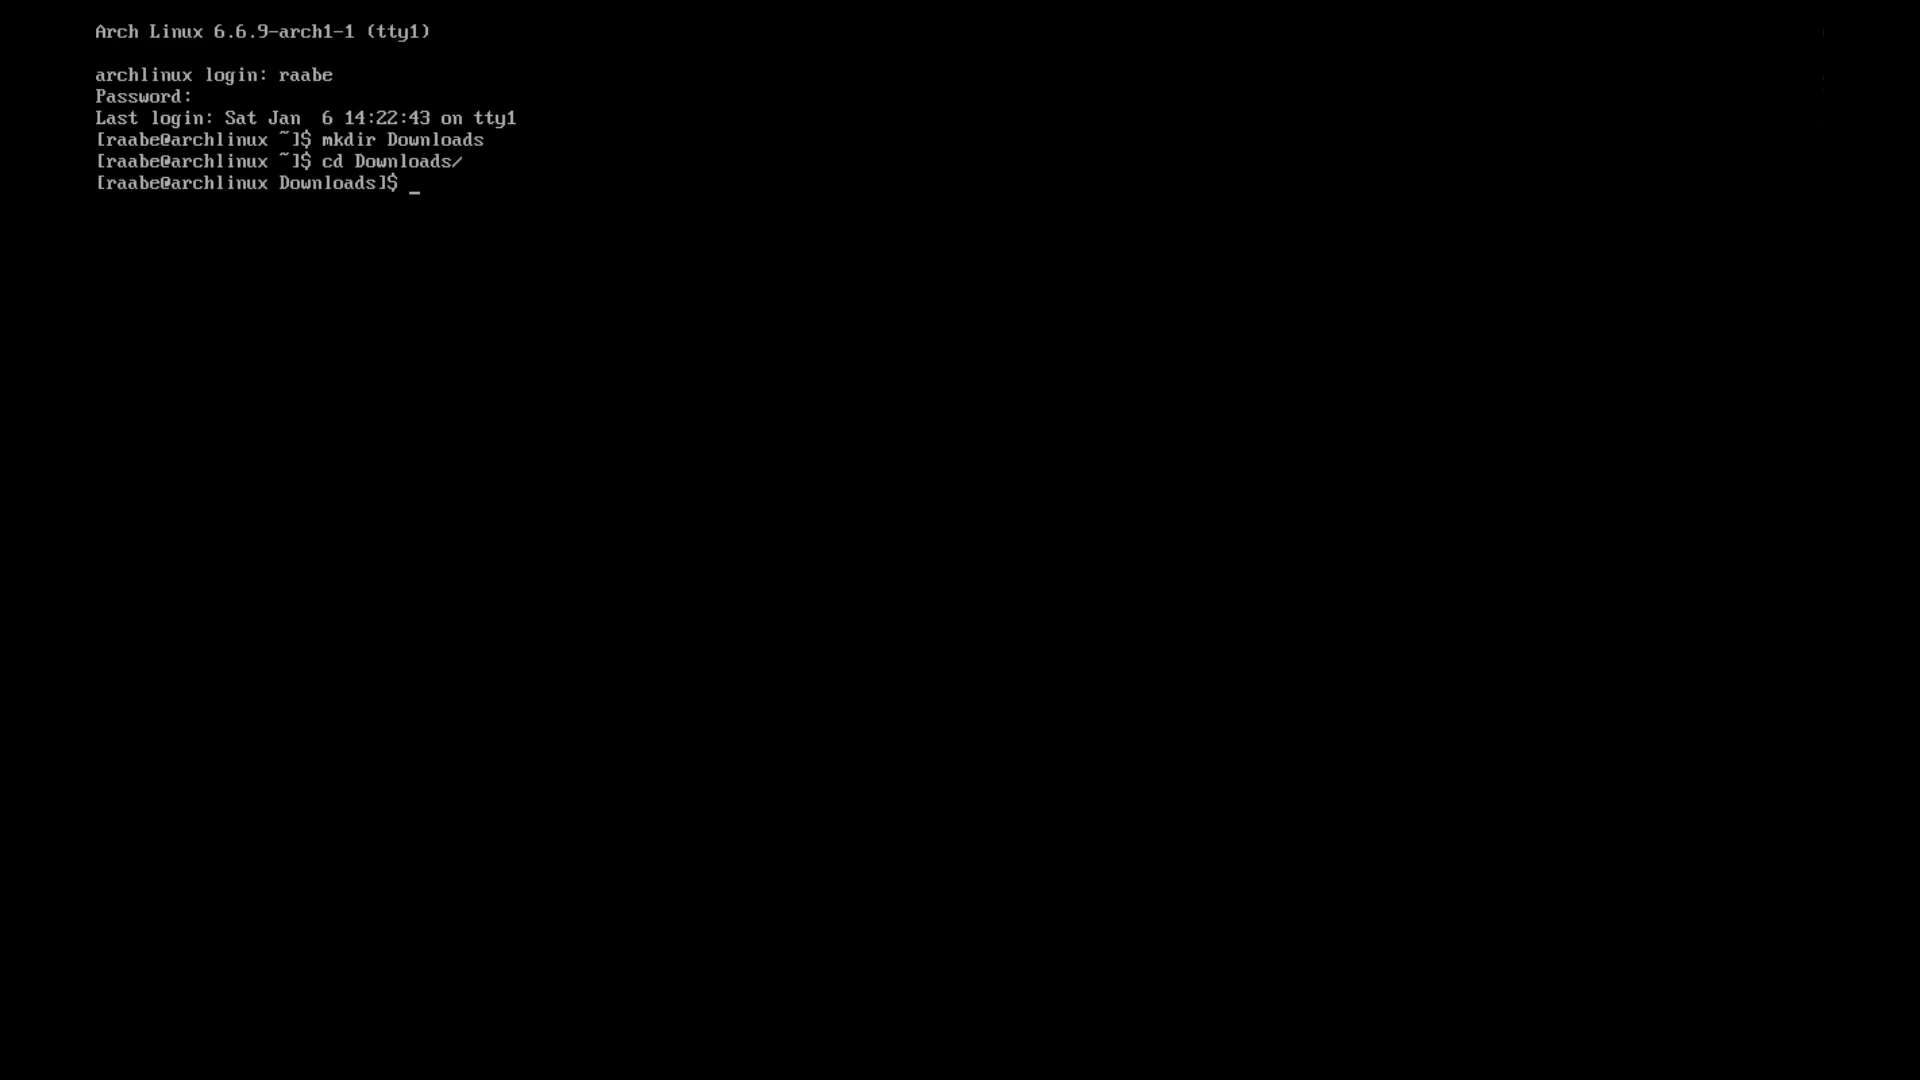 Arch Linux 6.6.9-arch1-1 (tty1)
archlinux login: raabe
Password:
Last login: Sat Jan  6 14:22:43 on tty1
[raabe@archlinux ~]$ mkdir Downloads
[raabe@archlinux ~]$ cd Downloads/
[raabe@archlinux Downloads]$ _